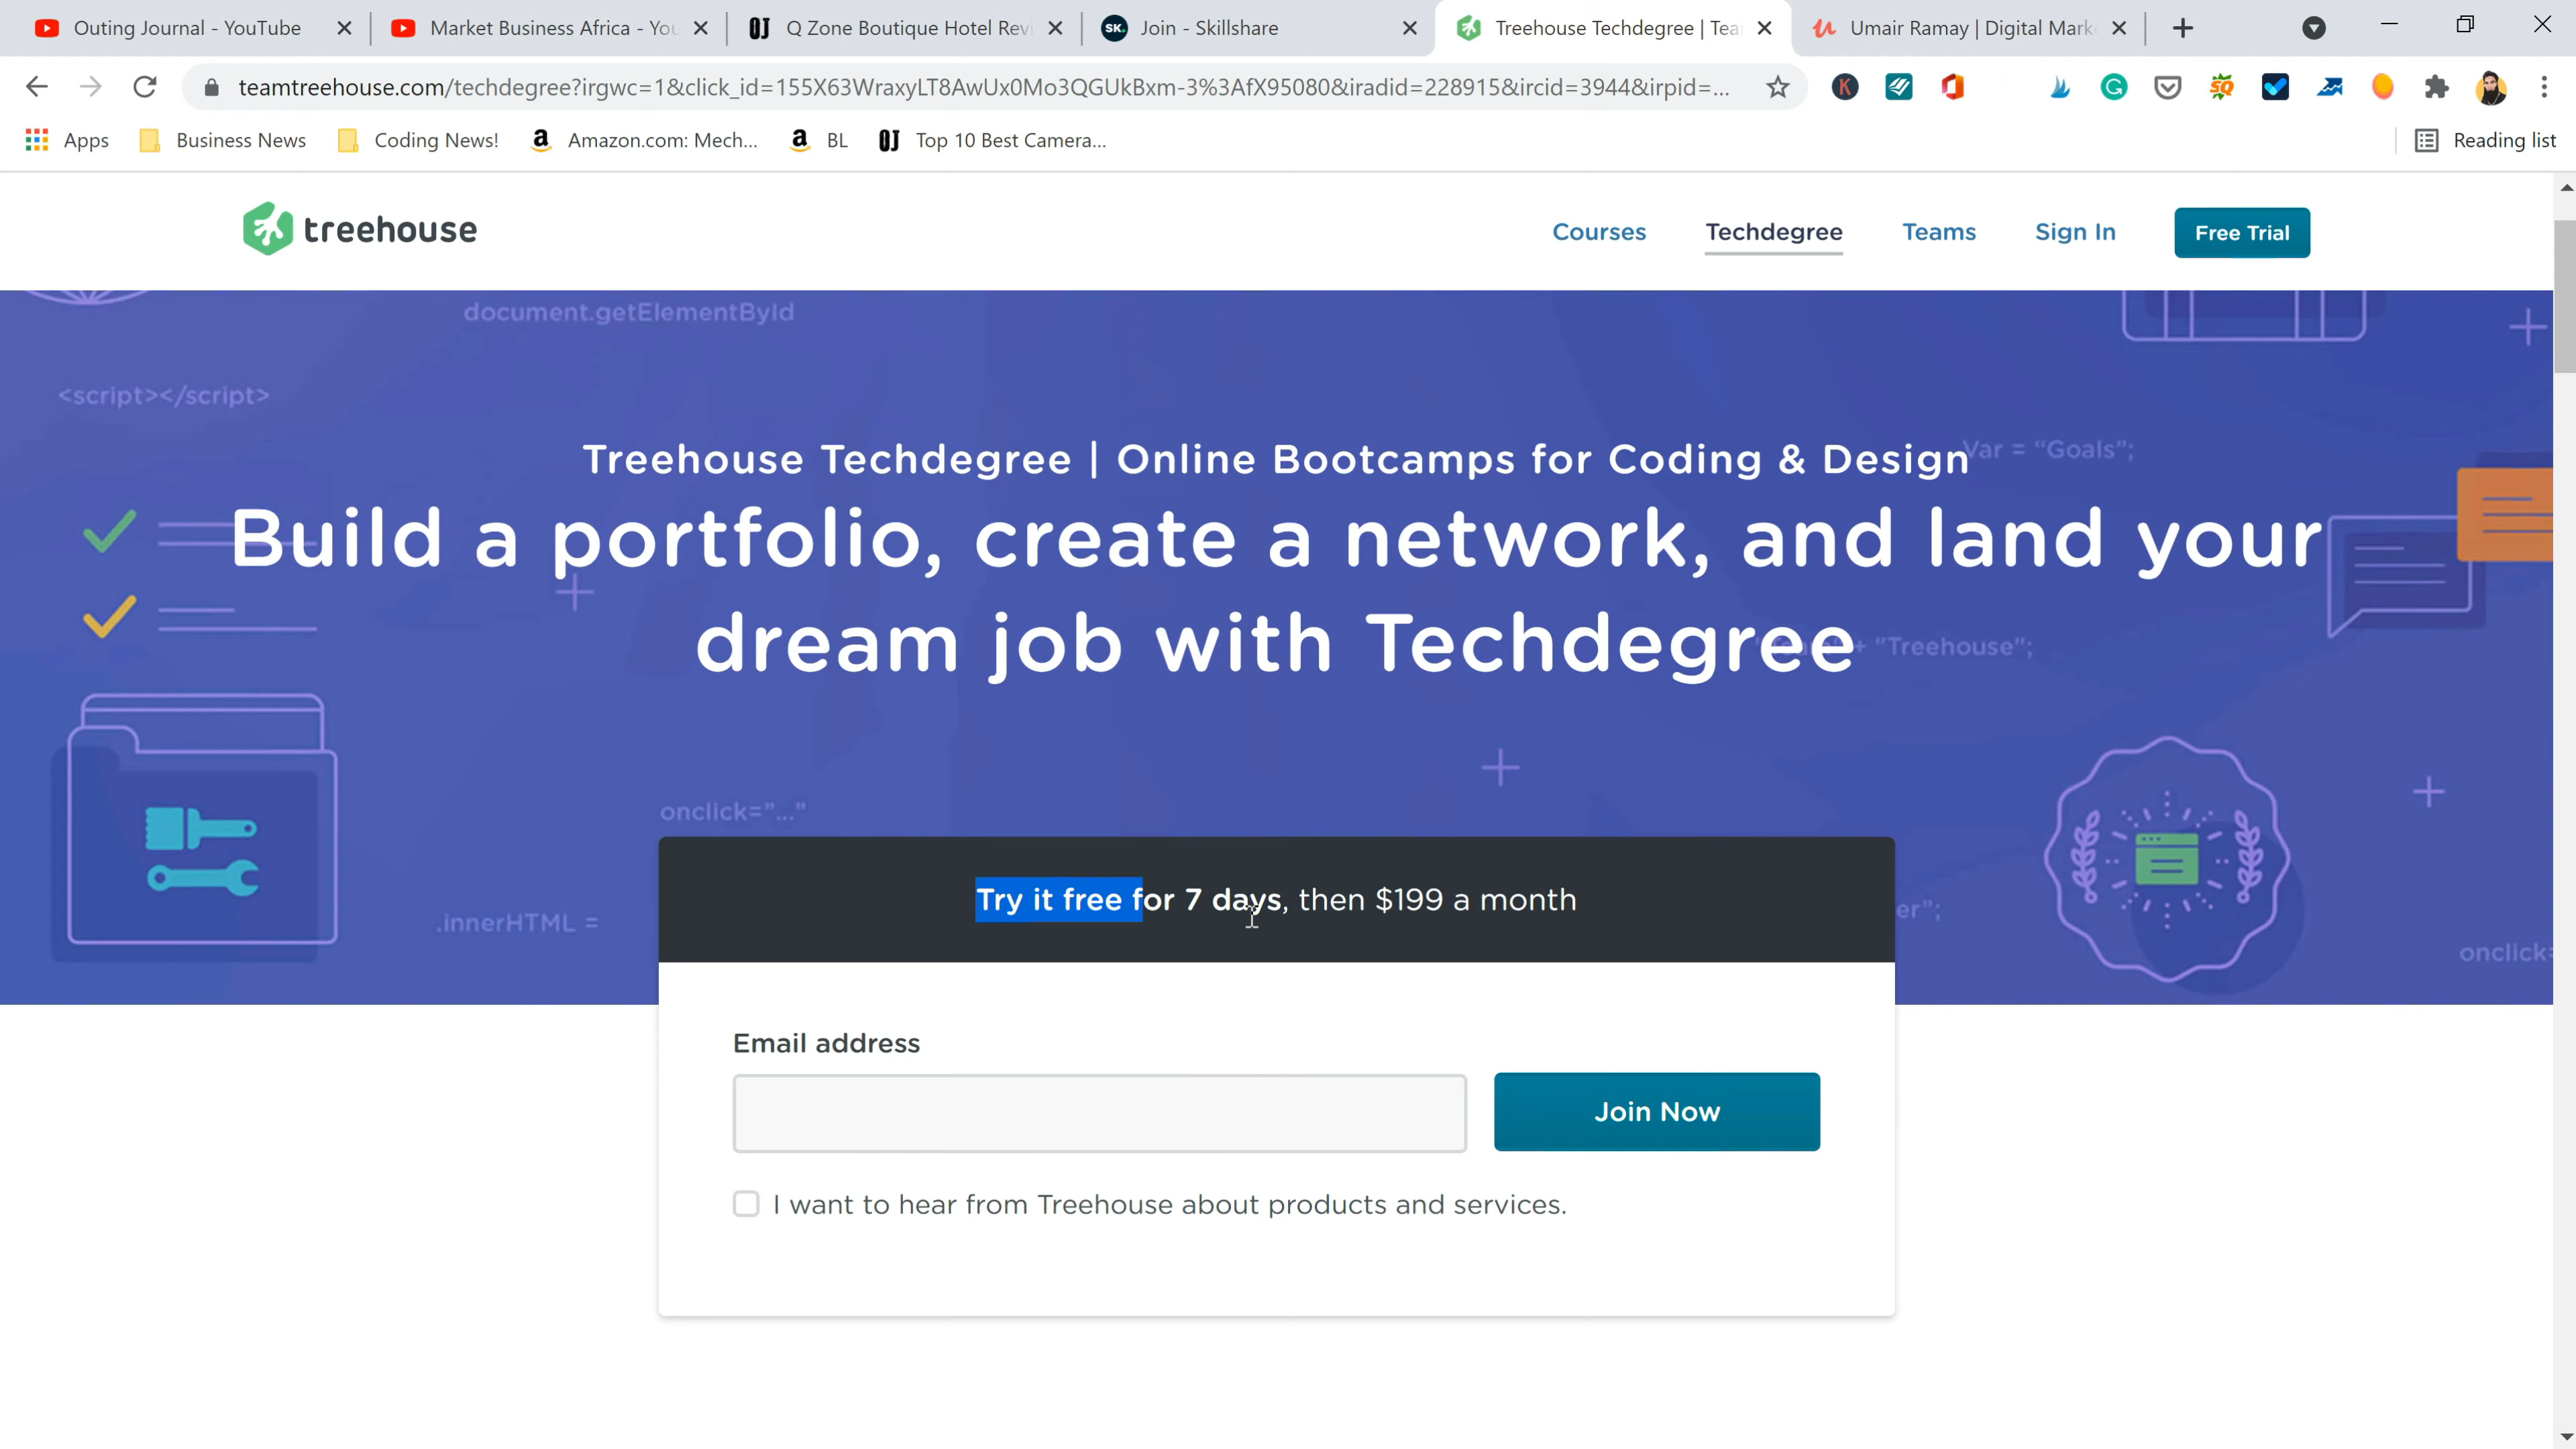 Outing Journal - YouTube
Market Business Africa - You
Q Zone Boutique Hotel Revi
Join - Skillshare
Treehouse Techdegree | Tea
Umair Ramay | Digital Mark
teamtreehouse.com/techdegree?irgwc=1&click_id=155X63WraxyLT8AwUx0Mo3QGUkBxm-3%3AfX95080&iradid=228915&ircid=3944&irpid=...
Apps
Business News
Coding News!
Amazon.com: Mech...
BL
Top 10 Best Camera...
Reading list
treehouse
Courses
Techdegree
Teams
Sign In
Free Trial
document.getElementById
<script></script>
Treehouse Techdegree | Online Bootcamps for Coding & Design
Var = "Goals";
Build a portfolio, create a network, and land your
dream job with Techdegree
+ "Treehouse";
onclick="..."
.innerHTML =
Try it free for 7 days, then $199 a month
er";
onclick=
Email address
Join Now
I want to hear from Treehouse about products and services.